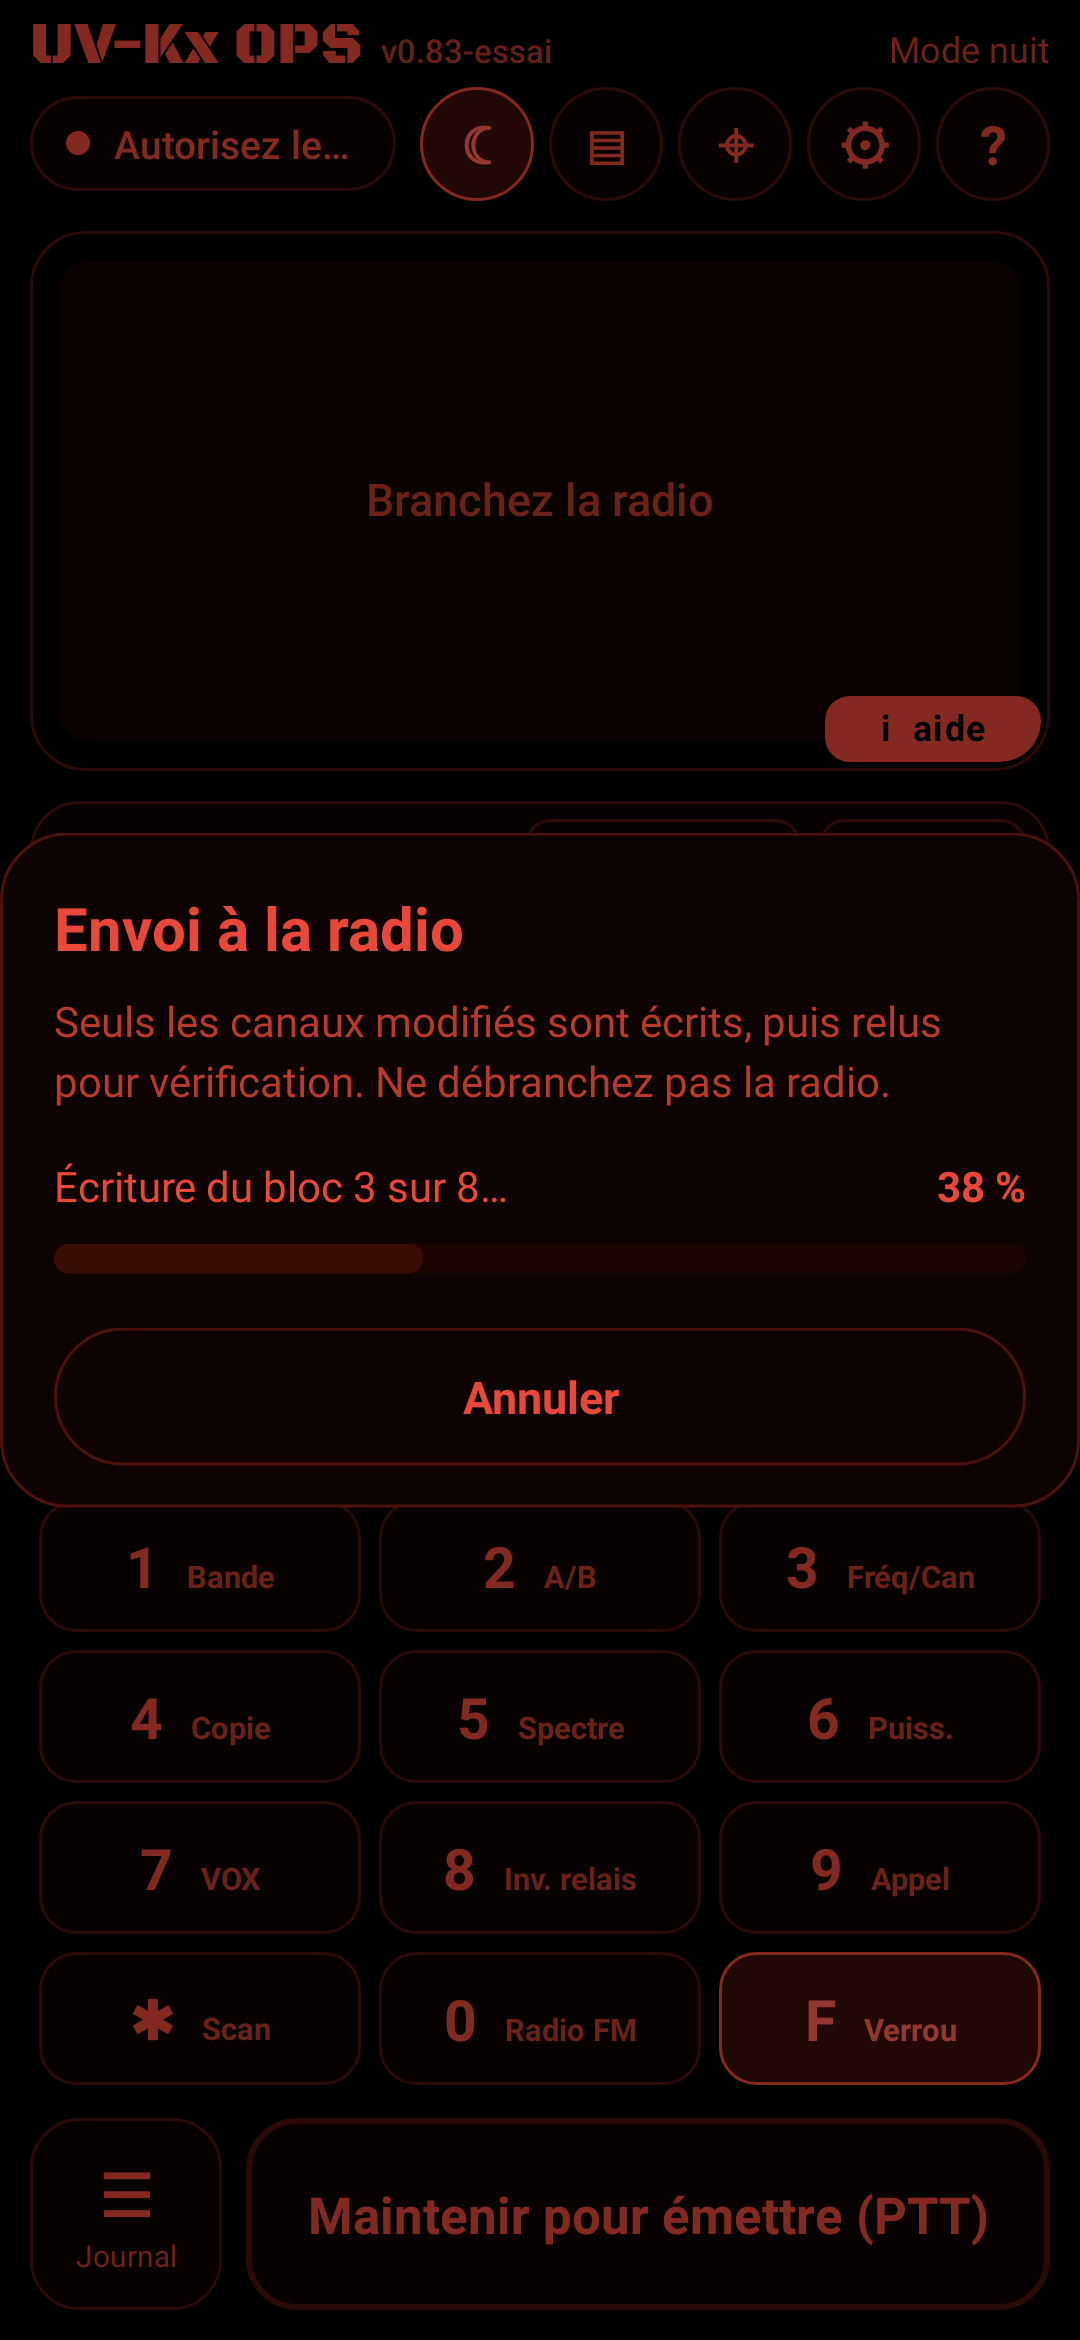 UV-Kx OPS v0.83-essai Mode nuit
Autorisez le… ☾ ▤ ⌖ ⚙ ?
Branchez la radio
i aide
Envoi à la radio
Seuls les canaux modifiés sont écrits, puis relus
pour vérification. Ne débranchez pas la radio.
Écriture du bloc 3 sur 8… 38 %
Annuler
1 Bande 2 A/B 3 Fréq/Can
4 Copie 5 Spectre 6 Puiss.
7 VOX 8 Inv. relais 9 Appel
✱ Scan 0 Radio FM F Verrou
☰ Journal
Maintenir pour émettre (PTT)